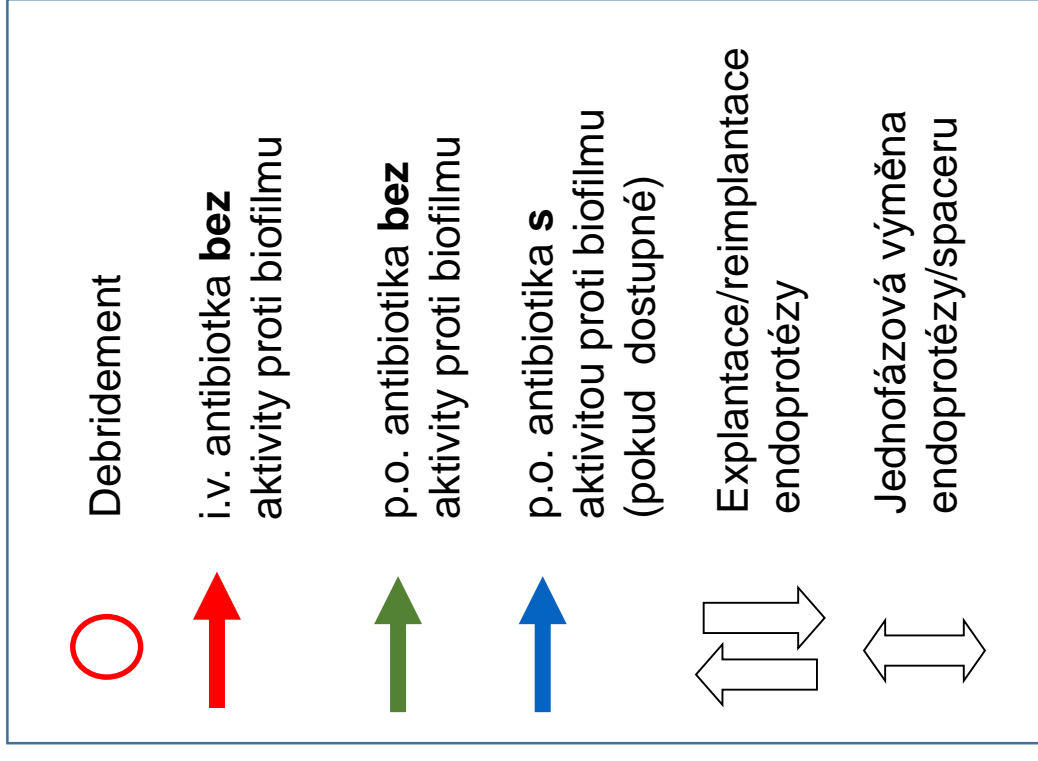 Debridement
i.v. antibiotka bez
aktivity proti biofilmu
p.o. antibiotika bez
aktivity proti biofilmu
p.o. antibiotika s
aktivitou proti biofilmu
(pokud dostupné)
Explantace/reimplantace
endoprotézy
Jednofázová výměna
endoprotézy/spaceru